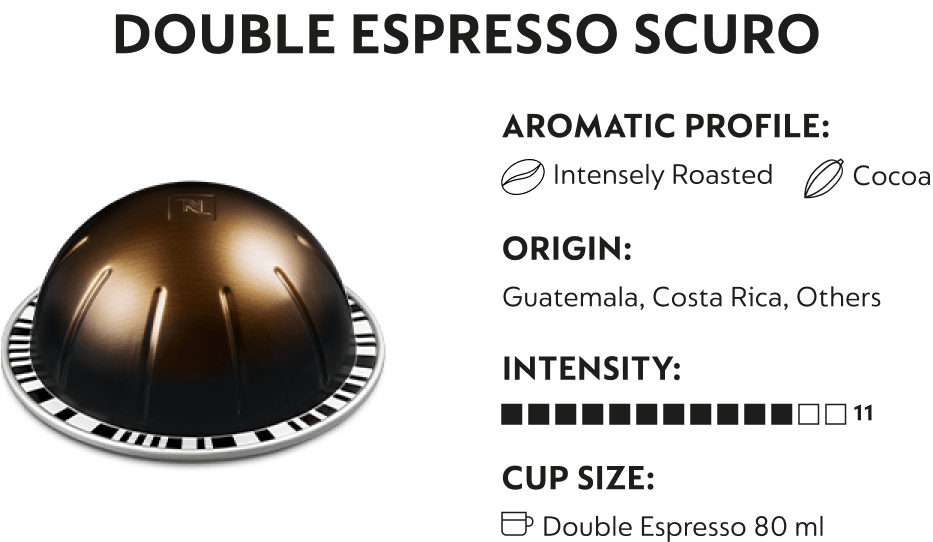 DOUBLE ESPRESSO SCURO
AROMATIC PROFILE:
Intensely Roasted Cocoa
ORIGIN:
Guatemala, Costa Rica, Others
INTENSITY:
11
CUP SIZE:
Double Espresso 80 ml